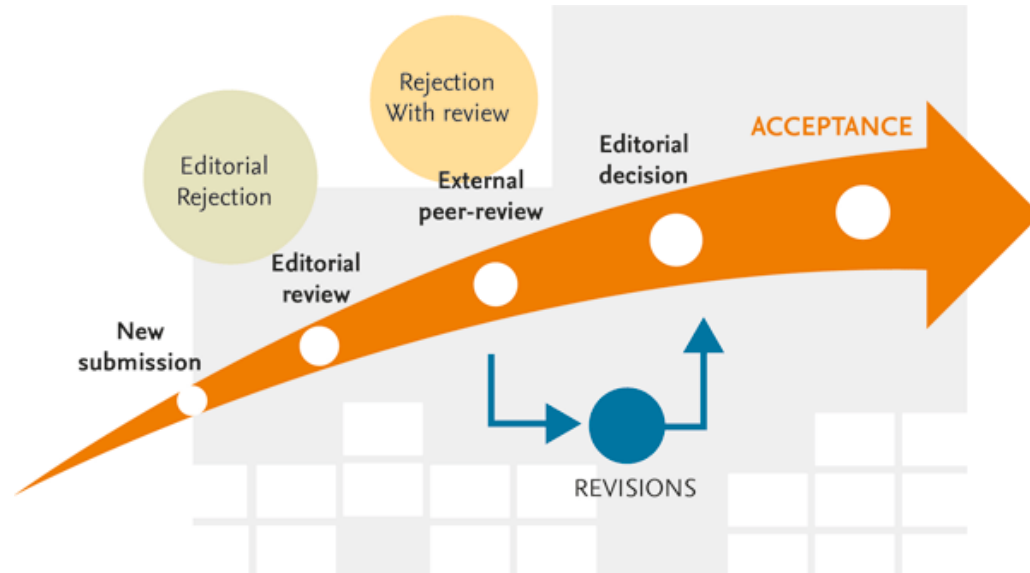 Rejection
With review
Editorial
Rejection
ACCEPTANCE
Editorial
decision
External
peer-review
Editorial
review
New
submission
REVISIONS